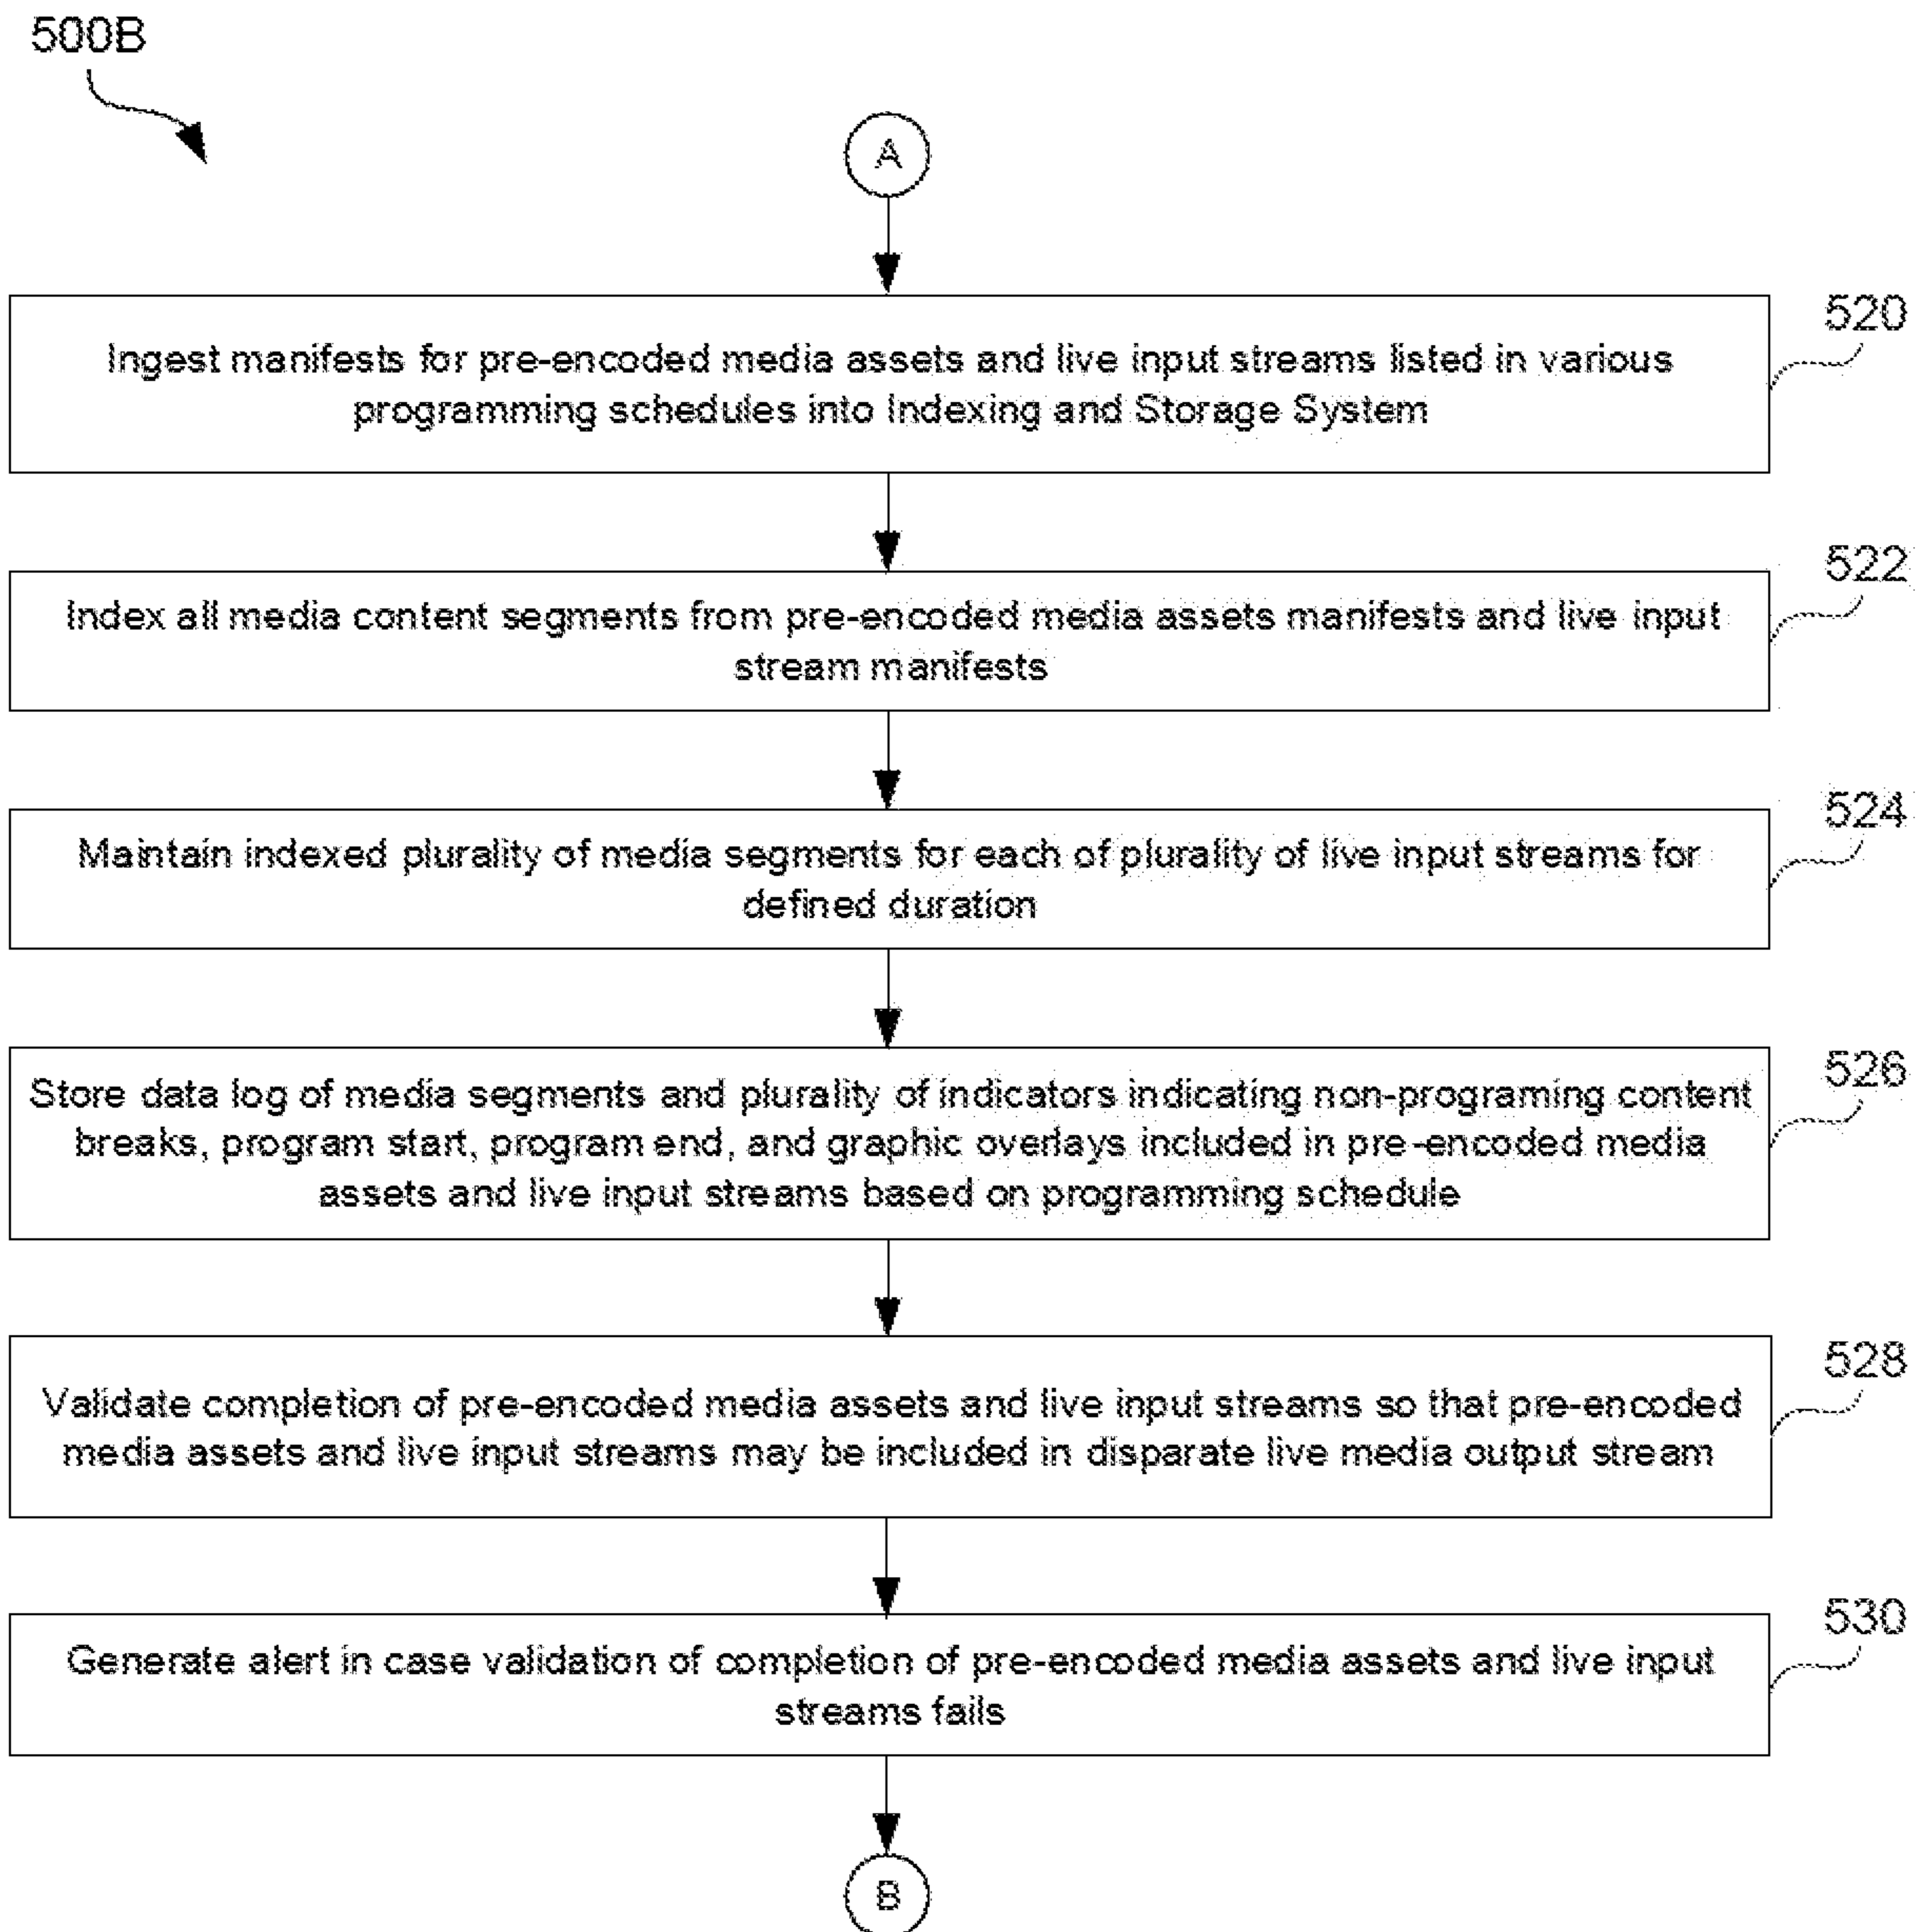 500B
A
520
Ingest manifests for pre-encoded media assets and live input streams listed in various
programming schedules into Indexing and Storage System
522
Index all media content segments from pre-encoded media assets manifests and live input
stream manifests
524
Maintain indexed plurality of media segments for each of plurality of live input streams for
defined duration
526
Store data log of media segments and plurality of indicators indicating non-programing content
breaks, program start, program end, and graphic overlays included in pre-encoded media
assets and live input streams based on programming schedule
528
Validate completion of pre-encoded media assets and live input streams so that pre-encoded
media assets and live input streams may be included in disparate live media output stream
530
Generate alert in case validation of completion of pre-encoded media assets and live input
streams fails
B